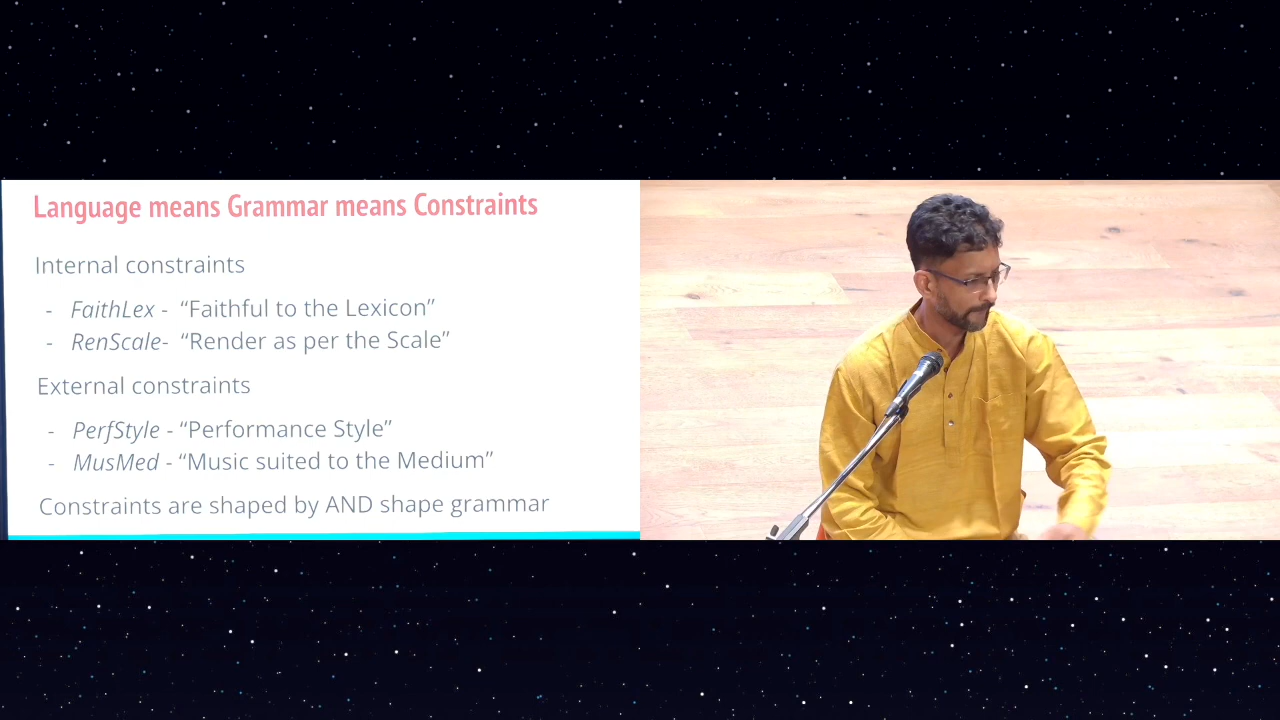 Language means Grammar means Constraints
Internal constraints
- FaithLex - “Faithful to the Lexicon”
- RenScale- “Render as per the Scale”
External constraints
- PerfStyle - “Performance Style”
- MusMed - “Music suited to the Medium”
Constraints are shaped by AND shape grammar